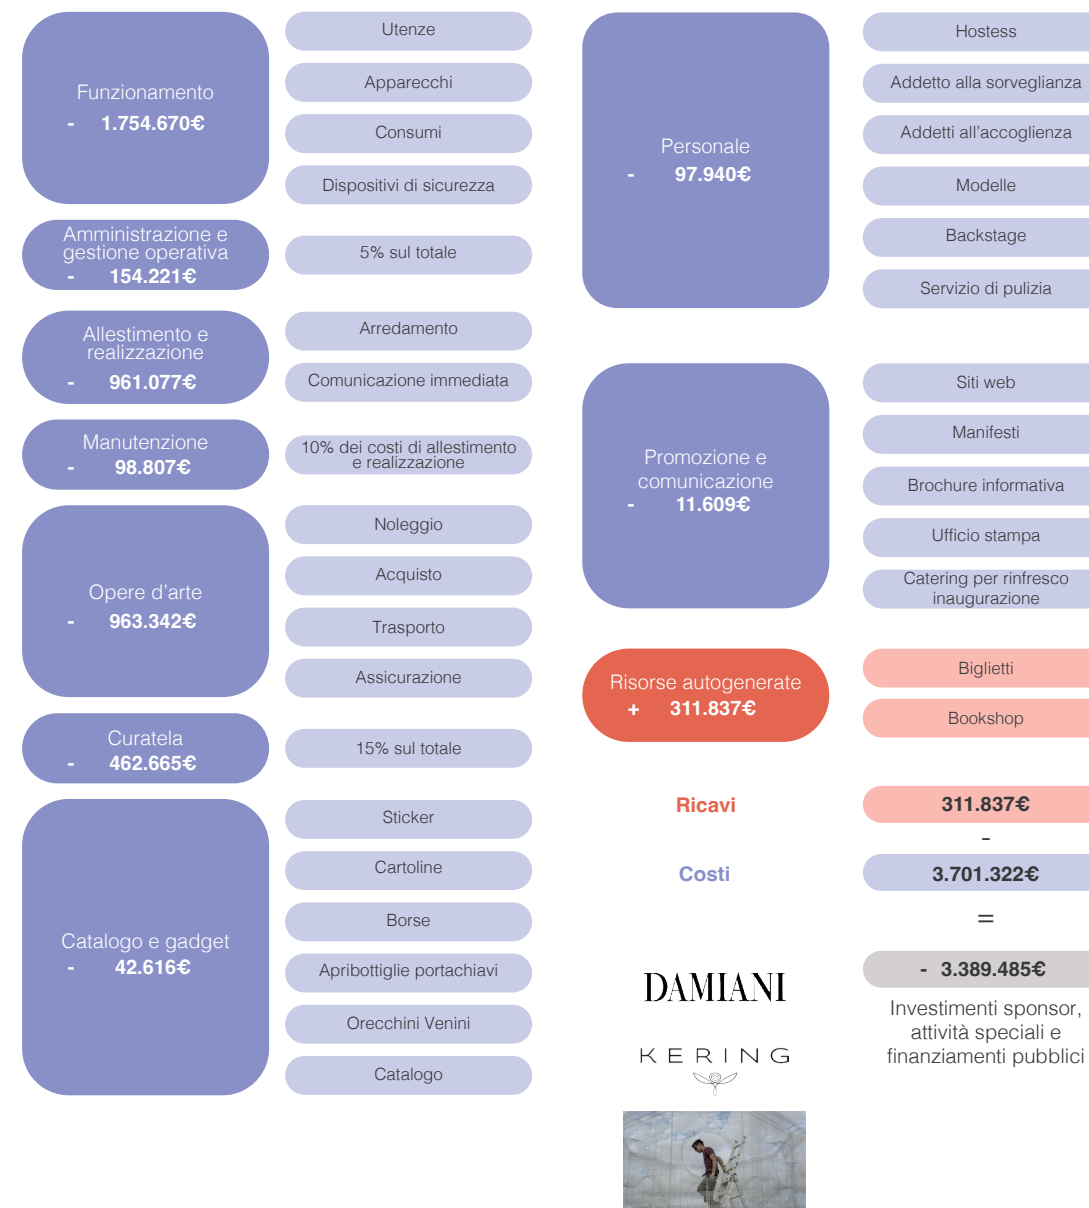 Funzionamento
- 1.754.670€
Utenze
Apparecchi
Consumi
Dispositivi di sicurezza
Amministrazione e
gestione operativa
- 154.221€
5% sul totale
Allestimento e
realizzazione
- 961.077€
Arredamento
Comunicazione immediata
Manutenzione
- 98.807€
10% dei costi di allestimento
e realizzazione
Opere d’arte
- 963.342€
Noleggio
Acquisto
Trasporto
Assicurazione
Curatela
- 462.665€
15% sul totale
Catalogo e gadget
- 42.616€
Sticker
Cartoline
Borse
Apribottiglie portachiavi
Orecchini Venini
Catalogo
Personale
- 97.940€
Hostess
Addetto alla sorveglianza
Addetti all’accoglienza
Modelle
Backstage
Servizio di pulizia
Promozione e
comunicazione
- 11.609€
Siti web
Manifesti
Brochure informativa
Ufficio stampa
Catering per rinfresco
inaugurazione
Risorse autogenerate
+ 311.837€
Biglietti
Bookshop
Ricavi
311.837€
-
Costi
3.701.322€
=
- 3.389.485€
Investimenti sponsor,
attività speciali e
finanziamenti pubblici
DAMIANI
KERING